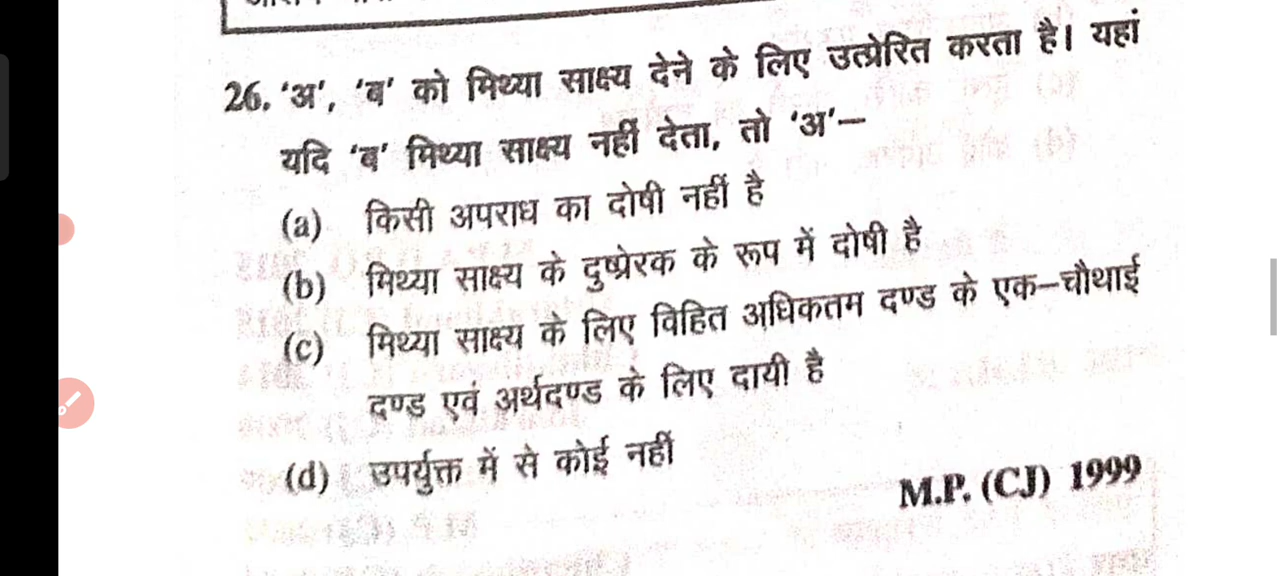 26. ‘अ’, ‘ब’ को मिथ्या साक्ष्य देने के लिए उत्प्रेरित करता है। यहां
यदि ‘ब’ मिथ्या साक्ष्य नहीं देता, तो ‘अ’—
(a) किसी अपराध का दोषी नहीं है
(b) मिथ्या साक्ष्य के दुष्प्रेरक के रूप में दोषी है
(c) मिथ्या साक्ष्य के लिए विहित अधिकतम दण्ड के एक–चौथाई
दण्ड एवं अर्थदण्ड के लिए दायी है
(d) उपर्युक्त में से कोई नहीं
M.P. (CJ) 1999